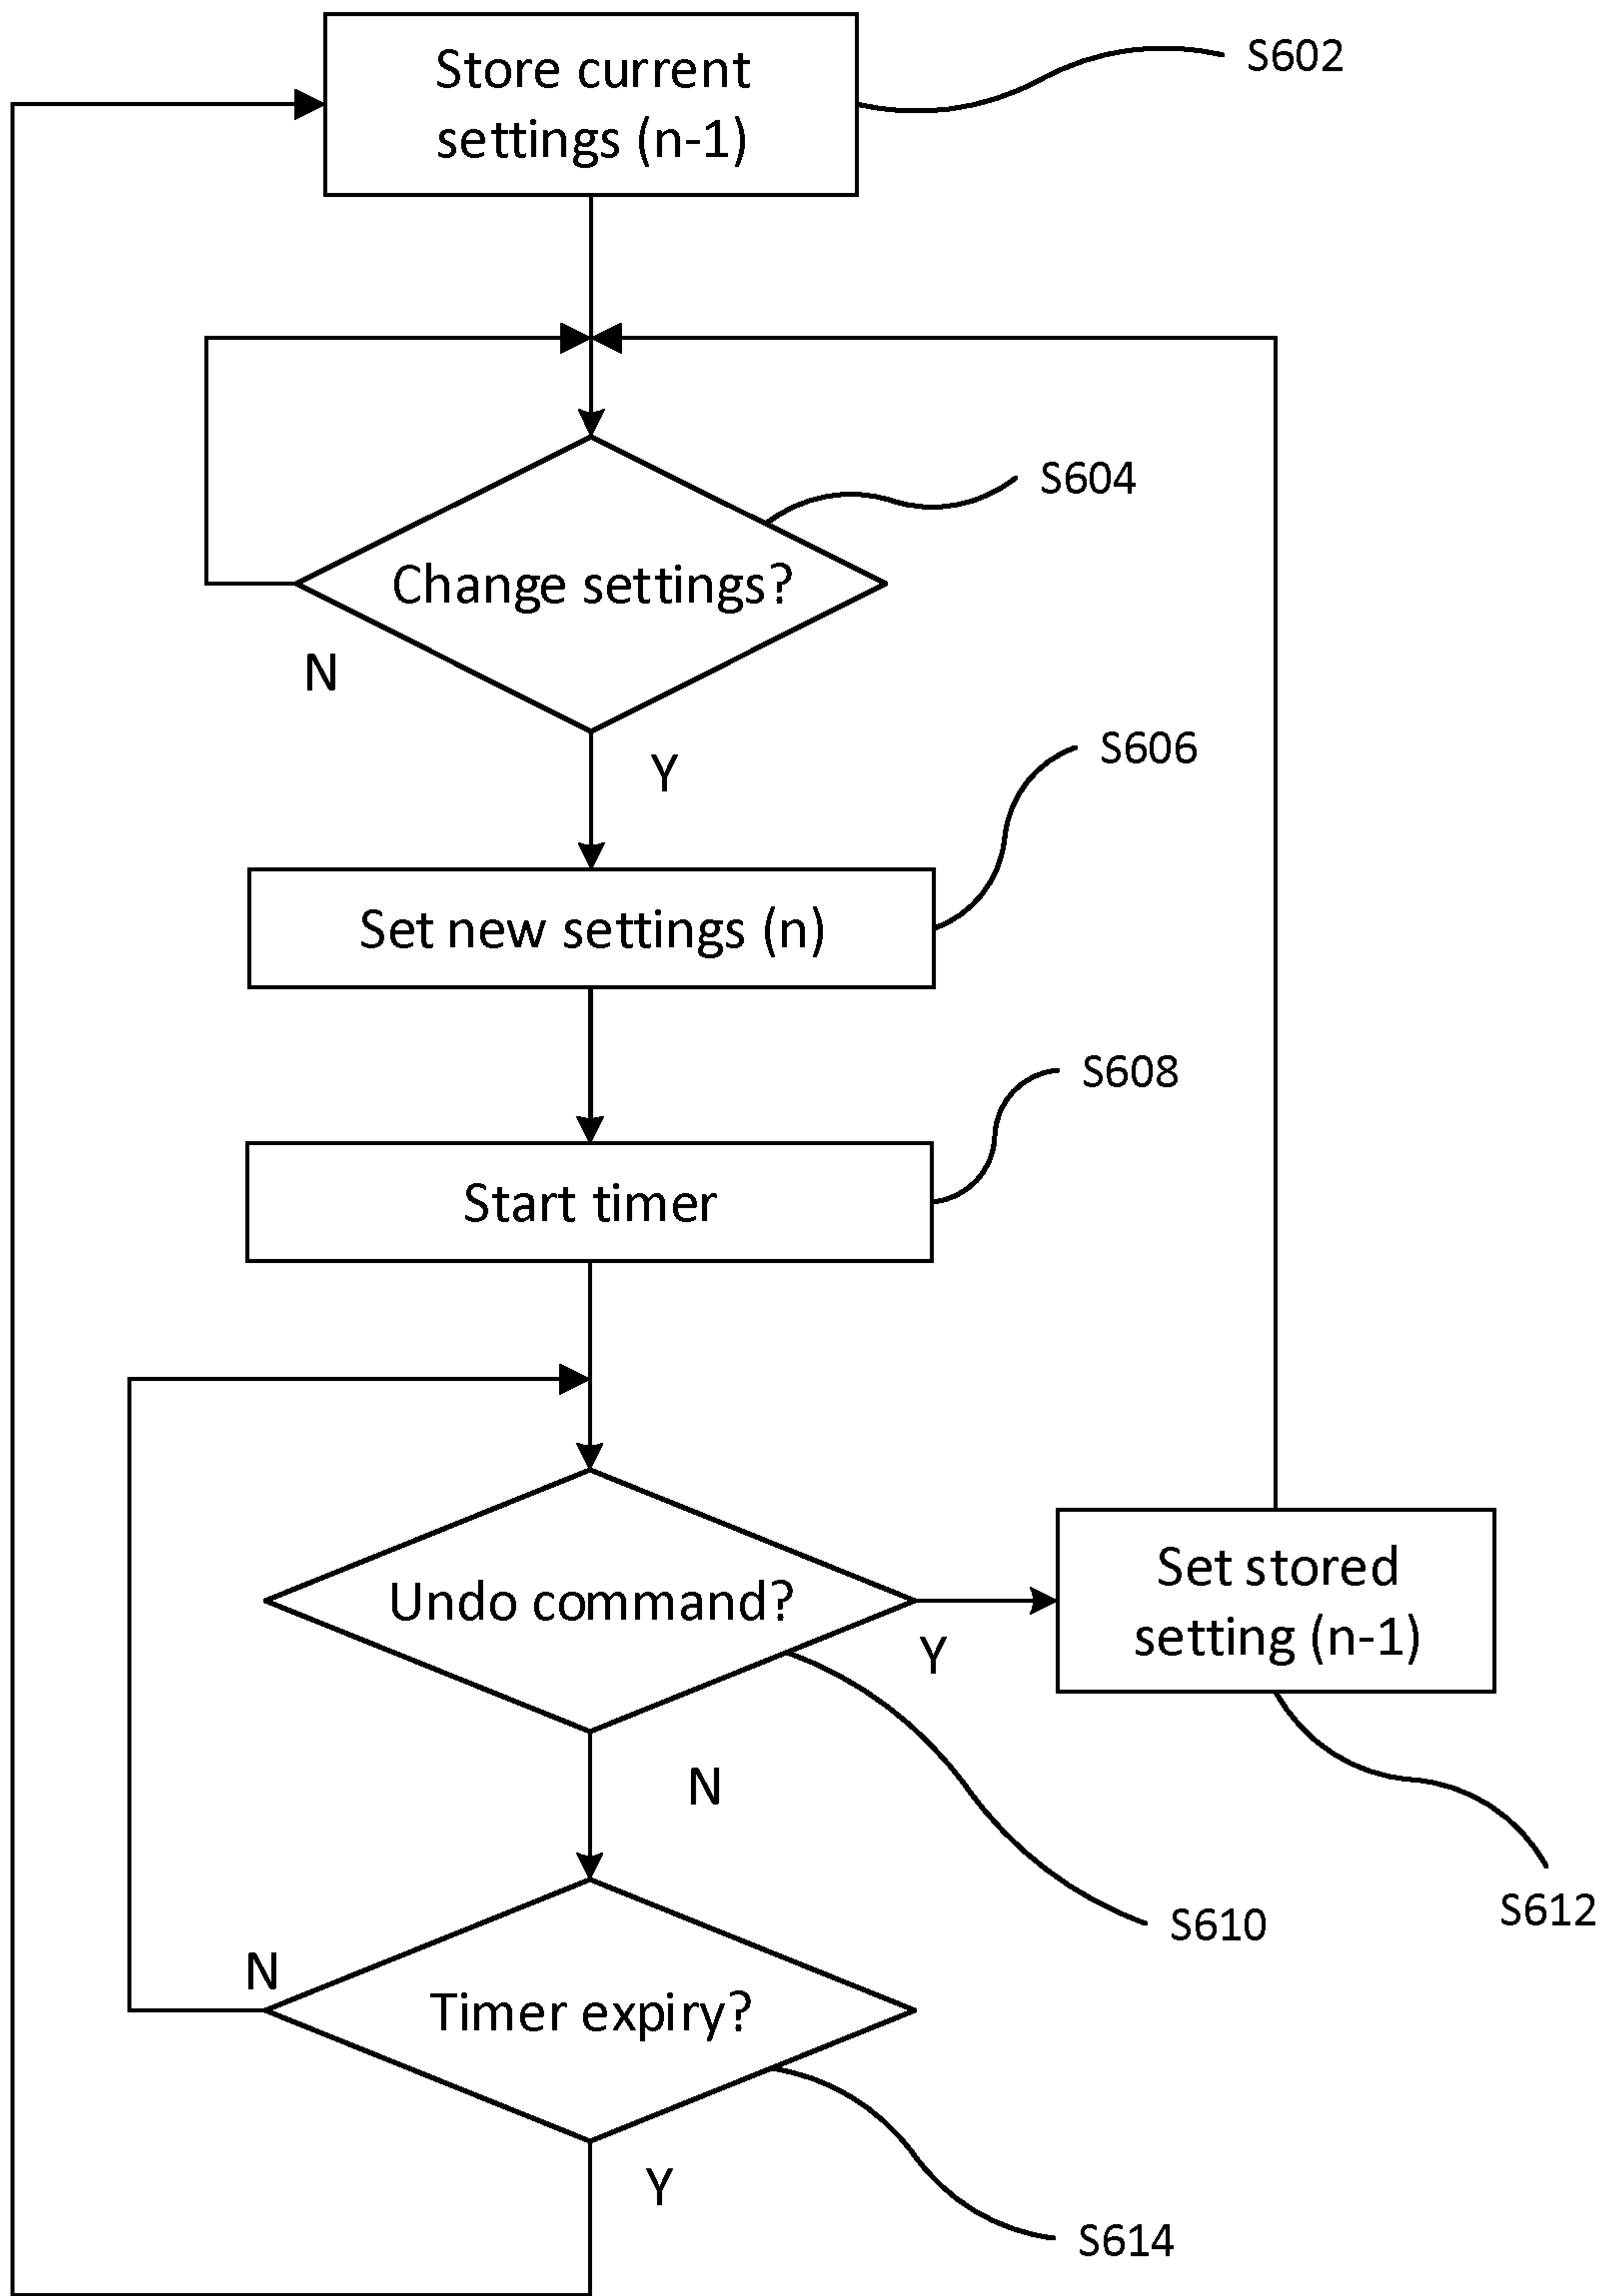 Store current
settings (n-1)
S602
S604
Change settings?
N
Y
S606
Set new settings (n)
S608
Start timer
Undo command?
Y
Set stored
setting (n-1)
N
S610
S612
N
Timer expiry?
Y
S614